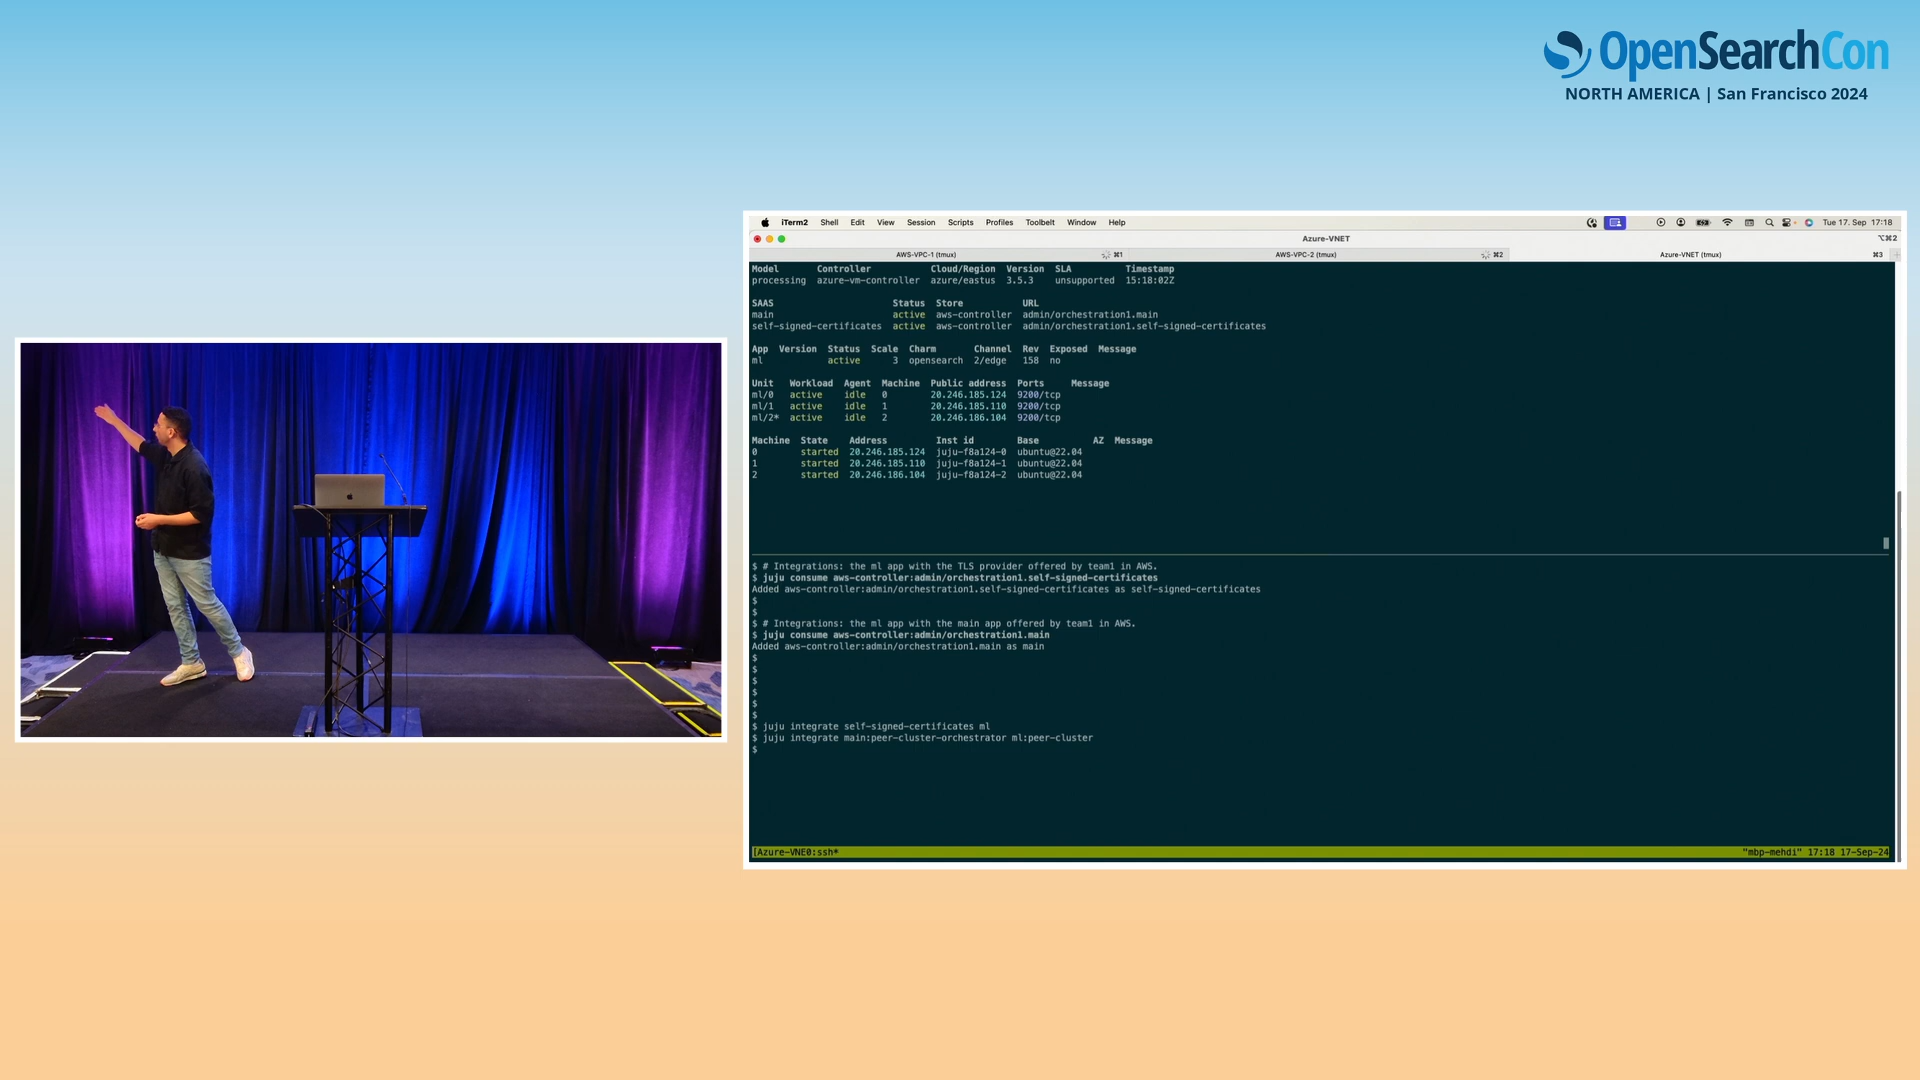 OpenSearchCon
NORTH AMERICA | San Francisco 2024
iTerm2 Shell Edit View Session Scripts Profiles Toolbelt Window Help Tue 17. Sep 17:18
Azure-VNET ⌥⌘2
AWS-VPC-1 (tmux) ⌘1 AWS-VPC-2 (tmux) ⌘2 Azure-VNET (tmux) ⌘3
Model Controller Cloud/Region Version SLA Timestamp
processing azure-vm-controller azure/eastus 3.5.3 unsupported 15:18:02Z
SAAS Status Store URL
main active aws-controller admin/orchestration1.main
self-signed-certificates active aws-controller admin/orchestration1.self-signed-certificates
App Version Status Scale Charm Channel Rev Exposed Message
ml active 3 opensearch 2/edge 158 no
Unit Workload Agent Machine Public address Ports Message
ml/0 active idle 0 20.246.185.124 9200/tcp
ml/1 active idle 1 20.246.185.110 9200/tcp
ml/2* active idle 2 20.246.186.104 9200/tcp
Machine State Address Inst id Base AZ Message
0 started 20.246.185.124 juju-f8a124-0 ubuntu@22.04
1 started 20.246.185.110 juju-f8a124-1 ubuntu@22.04
2 started 20.246.186.104 juju-f8a124-2 ubuntu@22.04
$ # Integrations: the ml app with the TLS provider offered by team1 in AWS.
$ juju consume aws-controller:admin/orchestration1.self-signed-certificates
Added aws-controller:admin/orchestration1.self-signed-certificates as self-signed-certificates
$
$
$ # Integrations: the ml app with the main app offered by team1 in AWS.
$ juju consume aws-controller:admin/orchestration1.main
Added aws-controller:admin/orchestration1.main as main
$
$
$
$
$
$
$ juju integrate self-signed-certificates ml
$ juju integrate main:peer-cluster-orchestrator ml:peer-cluster
$
[Azure-VNE0:ssh* "mbp-mehdi" 17:18 17-Sep-24